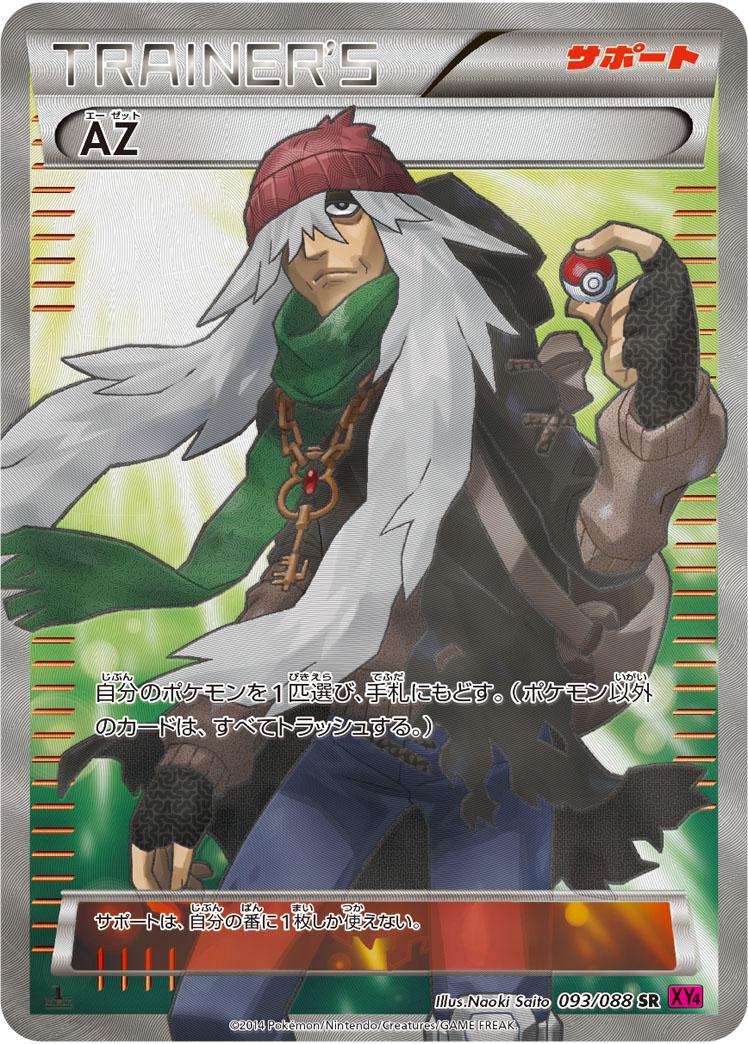 TRAINER'S
サポート
エー ゼット
AZ
じぶん ぴきえら てふだ いがい
自分のポケモンを1匹選び、手札にもどす。(ポケモン以外
のカードは、すべてトラッシュする。)
じぶん ばん まい つか
サポートは、自分の番に1枚しか使えない。
Illus.Naoki Saito 093/088 SR XY4
©2014 Pokémon/Nintendo/Creatures/GAME FREAK.